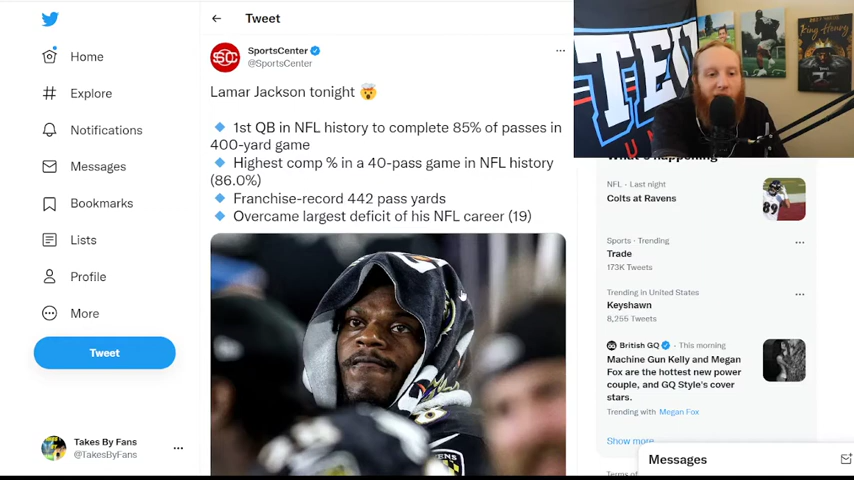 Tweet
Home
Explore
Notifications
Messages
Bookmarks
Lists
Profile
More
Tweet
Takes By Fans
@TakesByFans
SportsCenter
@SportsCenter
SC
Lamar Jackson tonight 🤯
🔹 1st QB in NFL history to complete 85% of passes in
400-yard game
🔹 Highest comp % in a 40-pass game in NFL history
(86.0%)
🔹 Franchise-record 442 pass yards
🔹 Overcame largest deficit of his NFL career (19)
TEN
King Henry
What's happening
NFL · Last night
Colts at Ravens
89
Sports · Trending
Trade
173K Tweets
Trending in United States
Keyshawn
8,255 Tweets
British GQ · This morning
Machine Gun Kelly and Megan
Fox are the hottest new power
couple, and GQ Style's cover
stars.
Trending with Megan Fox
Show more
Messages